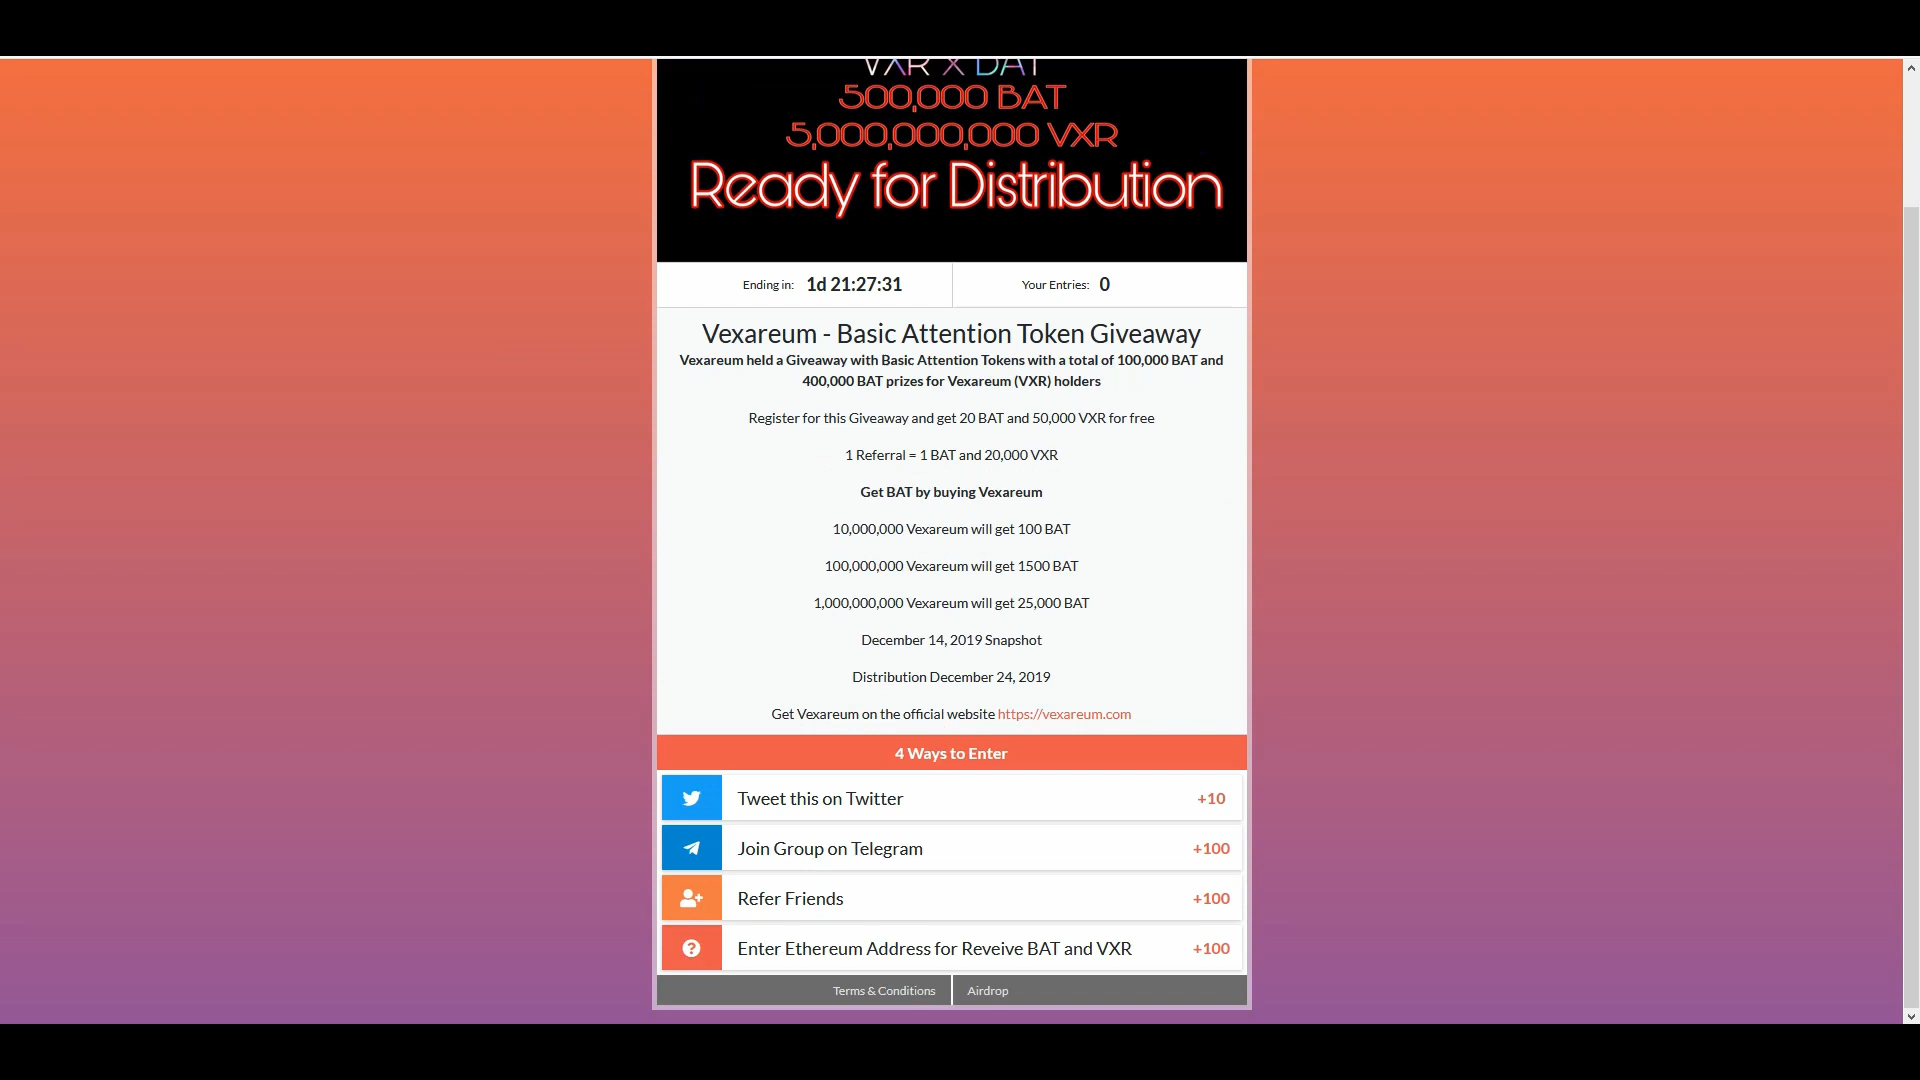 VXR X BAT
500,000 BAT
5,000,000,000 VXR
Ready for Distribution
Ending in: 1d 21:27:31
Your Entries: 0
Vexareum - Basic Attention Token Giveaway
Vexareum held a Giveaway with Basic Attention Tokens with a total of 100,000 BAT and
400,000 BAT prizes for Vexareum (VXR) holders
Register for this Giveaway and get 20 BAT and 50,000 VXR for free
1 Referral = 1 BAT and 20,000 VXR
Get BAT by buying Vexareum
10,000,000 Vexareum will get 100 BAT
100,000,000 Vexareum will get 1500 BAT
1,000,000,000 Vexareum will get 25,000 BAT
December 14, 2019 Snapshot
Distribution December 24, 2019
Get Vexareum on the official website https://vexareum.com
4 Ways to Enter
Tweet this on Twitter +10
Join Group on Telegram +100
Refer Friends +100
Enter Ethereum Address for Reveive BAT and VXR +100
Terms & Conditions
Airdrop